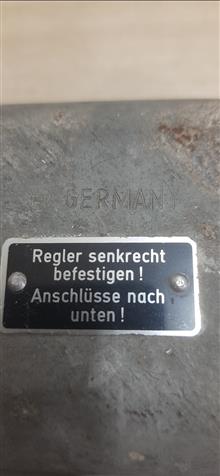 GERMANY
Regler senkrecht
befestigen !
Anschlüsse nach
unten !